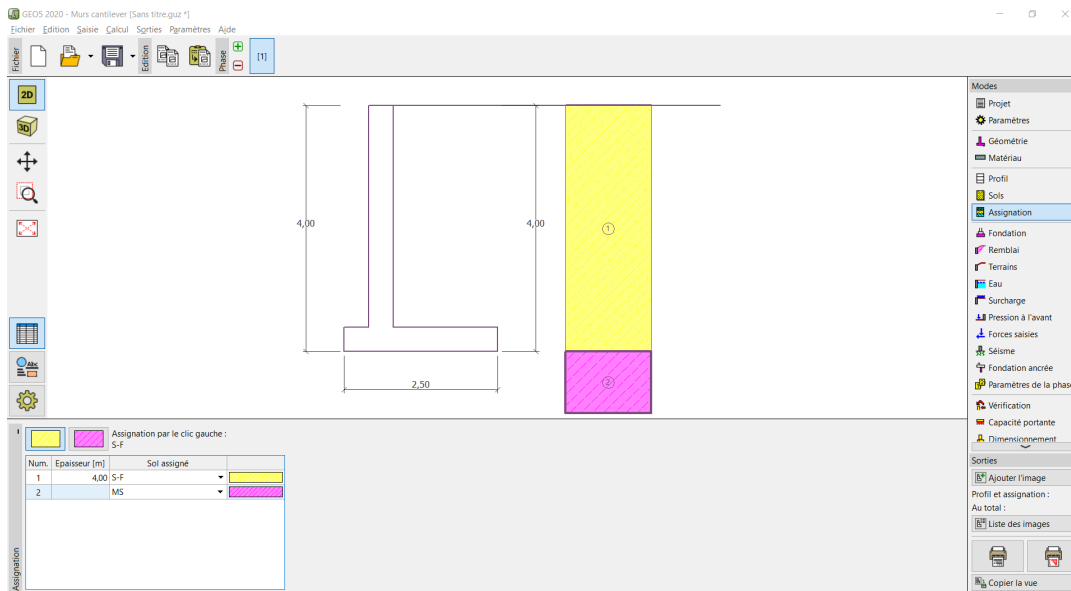 GEO5 2020 - Murs cantilever [Sans titre.guz *]
Fichier Edition Saisie Calcul Sorties Paramètres Aide
Fichier
Edition
Phase
[1]
2D
3D
4,00
4,00
2,50
1
2
Abc
Modes
Projet
Paramètres
Géométrie
Matériau
Profil
Sols
Assignation
Fondation
Remblai
Terrains
Eau
Surcharge
Pression à l'avant
Forces saisies
Séisme
Fondation ancrée
Paramètres de la phase
Vérification
Capacité portante
Dimensionnement
Sorties
Ajouter l'image
Profil et assignation :
Au total :
Liste des images
Copier la vue
Assignation
Assignation par le clic gauche :
S-F
Num. Epaisseur [m] Sol assigné
1 4,00 S-F
2 MS